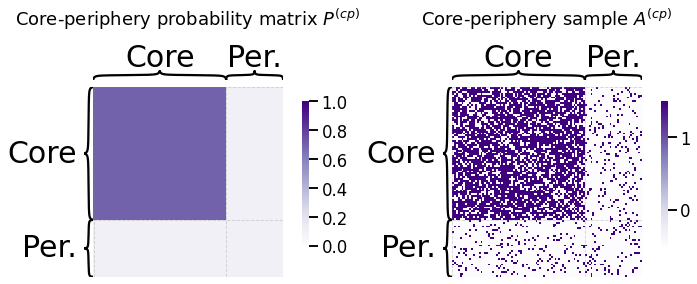 Core-periphery probability matrix P^(cp)
Core Per.
Core
Per.
1.0
0.8
0.6
0.4
0.2
0.0
Core-periphery sample A^(cp)
Core Per.
Core
Per.
1
0